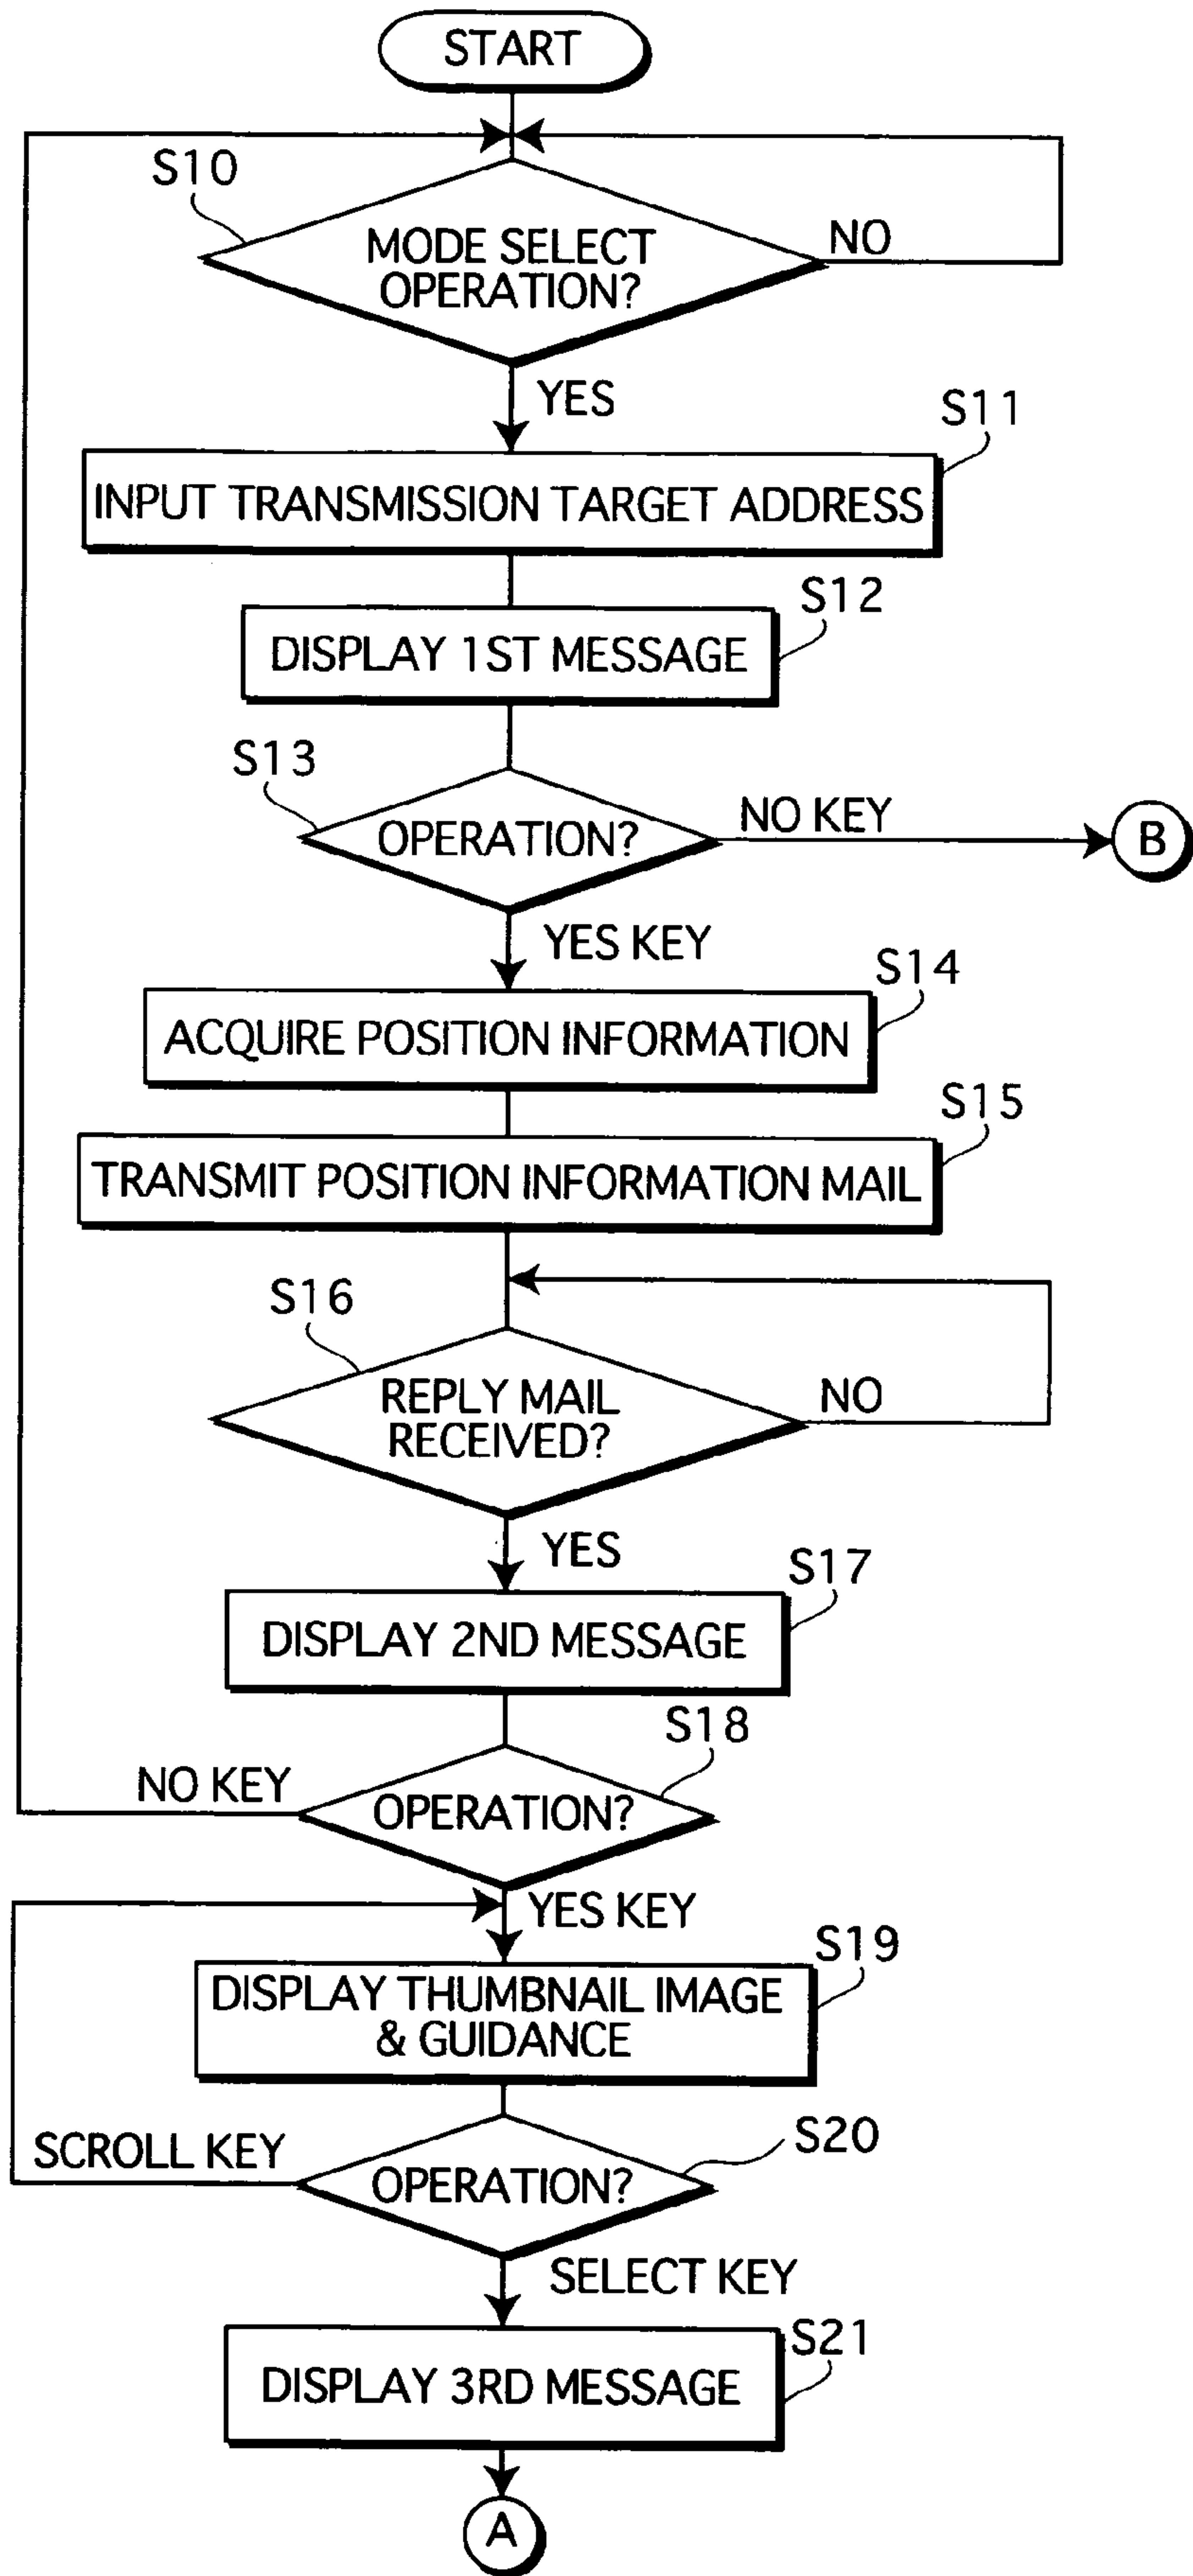 START
S10
MODE SELECT
OPERATION?
NO
YES
S11
INPUT TRANSMISSION TARGET ADDRESS
S12
DISPLAY 1ST MESSAGE
S13
OPERATION?
NO KEY
B
YES KEY
S14
ACQUIRE POSITION INFORMATION
S15
TRANSMIT POSITION INFORMATION MAIL
S16
REPLY MAIL
RECEIVED?
NO
YES
S17
DISPLAY 2ND MESSAGE
S18
NO KEY
OPERATION?
YES KEY
S19
DISPLAY THUMBNAIL IMAGE
& GUIDANCE
S20
SCROLL KEY
OPERATION?
SELECT KEY
S21
DISPLAY 3RD MESSAGE
A